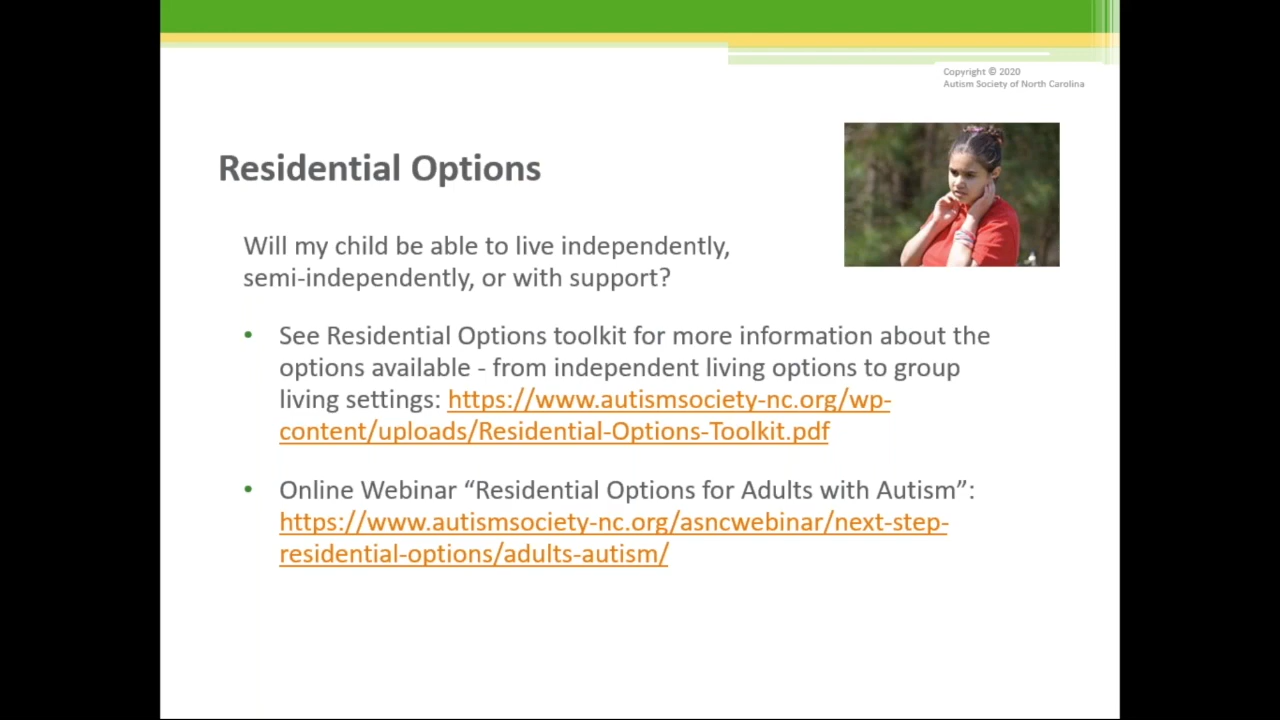 Copyright © 2020
Autism Society of North Carolina
Residential Options
Will my child be able to live independently,
semi-independently, or with support?
• See Residential Options toolkit for more information about the
options available - from independent living options to group
living settings: https://www.autismsociety-nc.org/wp-
content/uploads/Residential-Options-Toolkit.pdf
• Online Webinar “Residential Options for Adults with Autism”:
https://www.autismsociety-nc.org/asncwebinar/next-step-
residential-options/adults-autism/